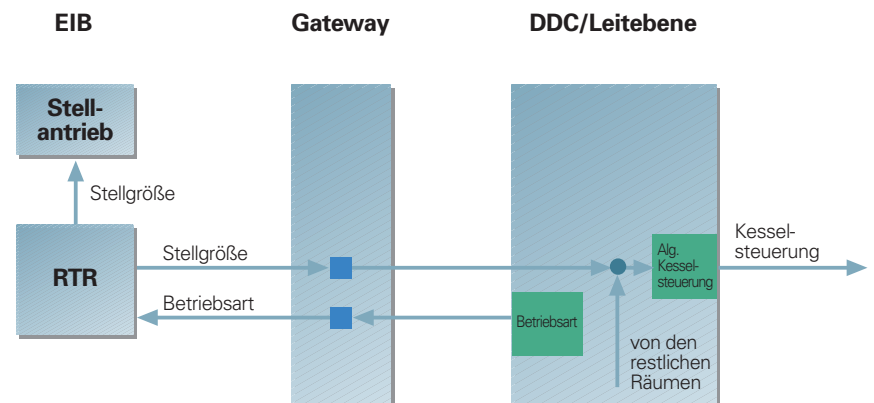 EIB
Gateway
DDC/Leitebene
Stell-
antrieb
Stellgröße
RTR
Stellgröße
Betriebsart
Betriebsart
Alg.
Kessel-
steuerung
von den
restlichen
Räumen
Kessel-
steuerung